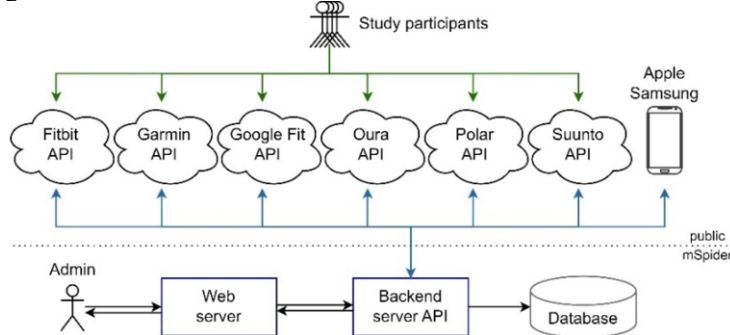 Study participants
Apple
Samsung
Fitbit
API
Garmin
API
Google Fit
API
Oura
API
Polar
API
Suunto
API
public
mSpider
Admin
Web
server
Backend
server API
Database